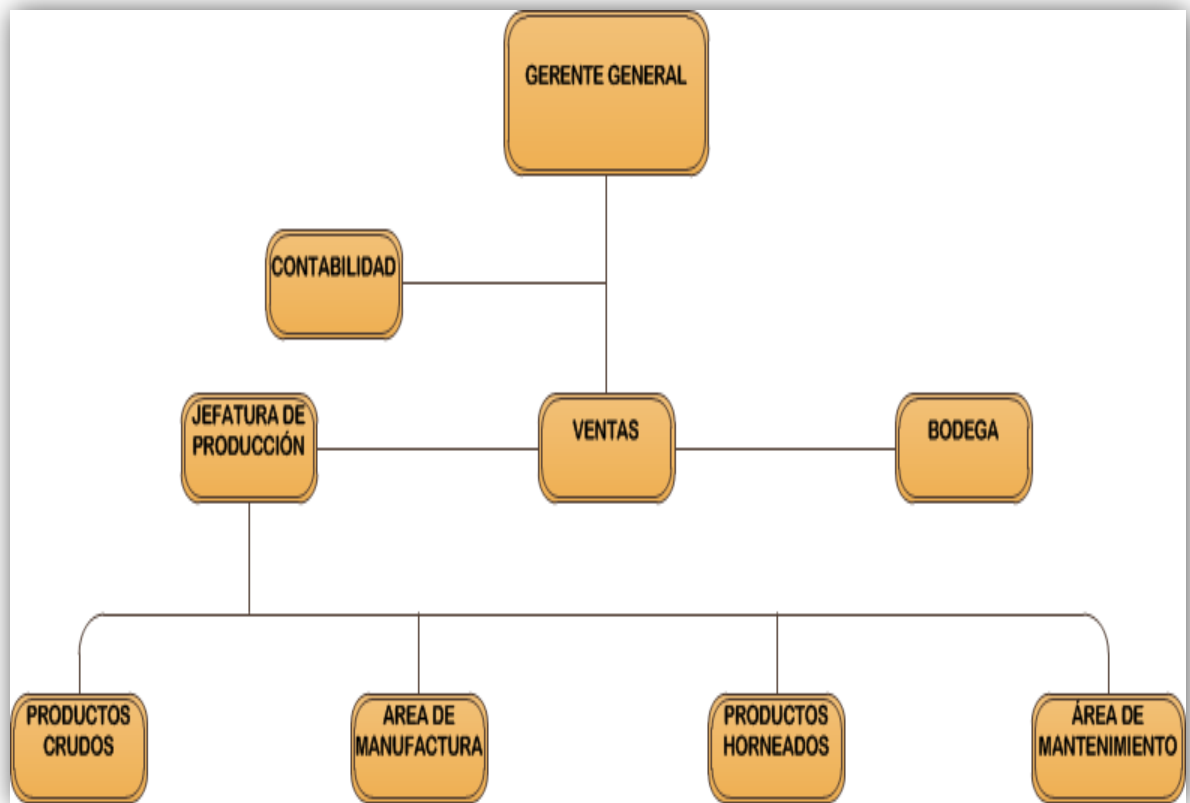 GERENTE GENERAL
CONTABILIDAD
JEFATURA DE
PRODUCCIÓN
VENTAS
BODEGA
PRODUCTOS
CRUDOS
AREA DE
MANUFACTURA
PRODUCTOS
HORNEADOS
ÁREA DE
MANTENIMIENTO